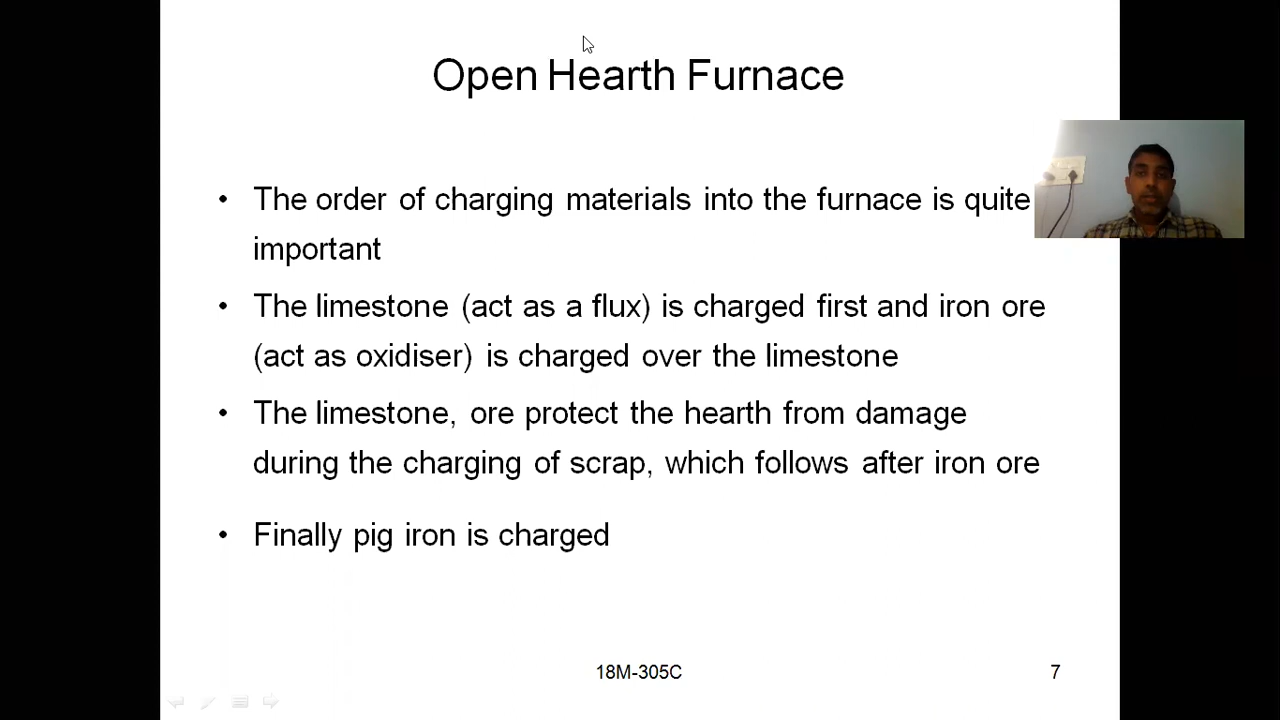 Open Hearth Furnace
• The order of charging materials into the furnace is quite
important
• The limestone (act as a flux) is charged first and iron ore
(act as oxidiser) is charged over the limestone
• The limestone, ore protect the hearth from damage
during the charging of scrap, which follows after iron ore
• Finally pig iron is charged
18M-305C
7